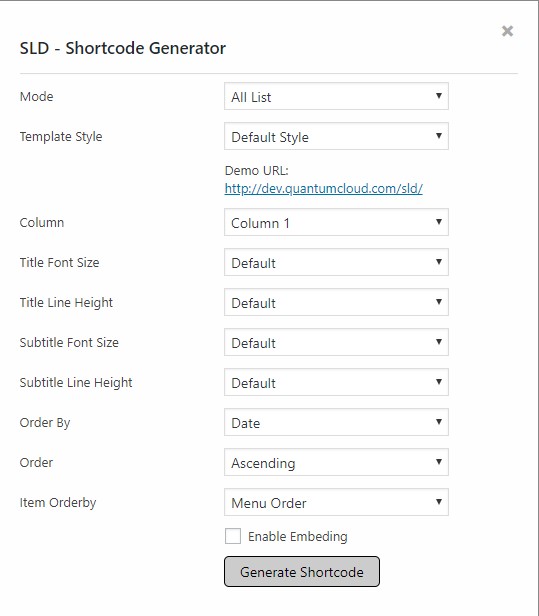 SLD - Shortcode Generator
Mode All List
Template Style Default Style
Demo URL:
http://dev.quantumcloud.com/sld/
Column Column 1
Title Font Size Default
Title Line Height Default
Subtitle Font Size Default
Subtitle Line Height Default
Order By Date
Order Ascending
Item Orderby Menu Order
Enable Embeding
Generate Shortcode